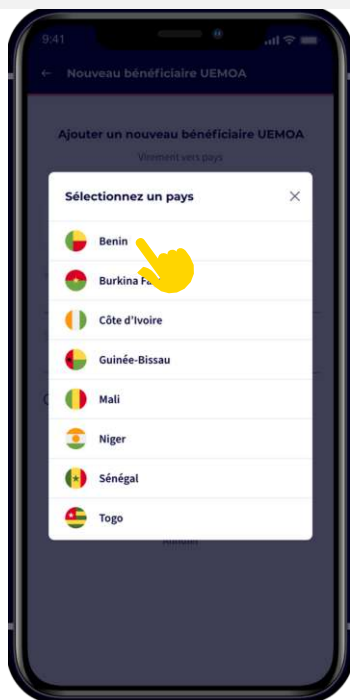 9:41
← Nouveau bénéficiaire UEMOA
Ajouter un nouveau bénéficiaire UEMOA
Virement vers pays
Sélectionnez un pays
Benin
Burkina Fa
Côte d'Ivoire
Guinée-Bissau
Mali
Niger
Sénégal
Togo